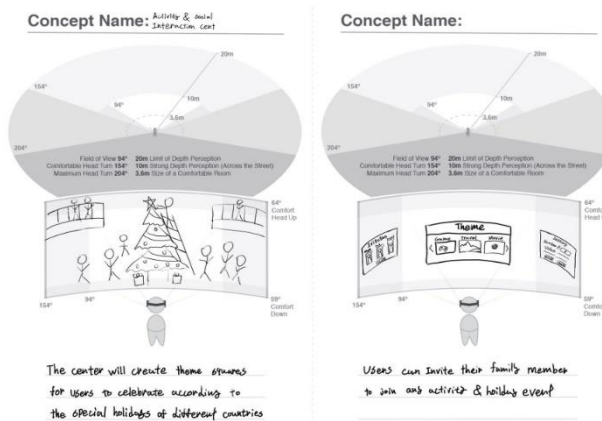 Concept Name: Activity & social
Interaction cent
20m
154°
10m
94°
3.6m
204°
Field of View 94° 20m Limit of Depth Perception
Comfortable Head Turn 154° 10m Strong Depth Perception (Across the Street)
Maximum Head Turn 204° 3.6m Size of a Comfortable Room
64°
Comfort
Head Up
154°
94°
59°
Comfort
Down
The center will create theme squares
for users to celebrate according to
the special holidays of different countries
Concept Name:
20m
154°
10m
94°
3.6m
204°
Field of View 94° 20m Limit of Depth Perception
Comfortable Head Turn 154° 10m Strong Depth Perception (Across the Street)
Maximum Head Turn 204° 3.6m Size of a Comfortable Room
64°
Comfort
Head Up
Theme
Travel
154°
94°
59°
Comfort
Down
Users can Invite their family member
to join any activity &